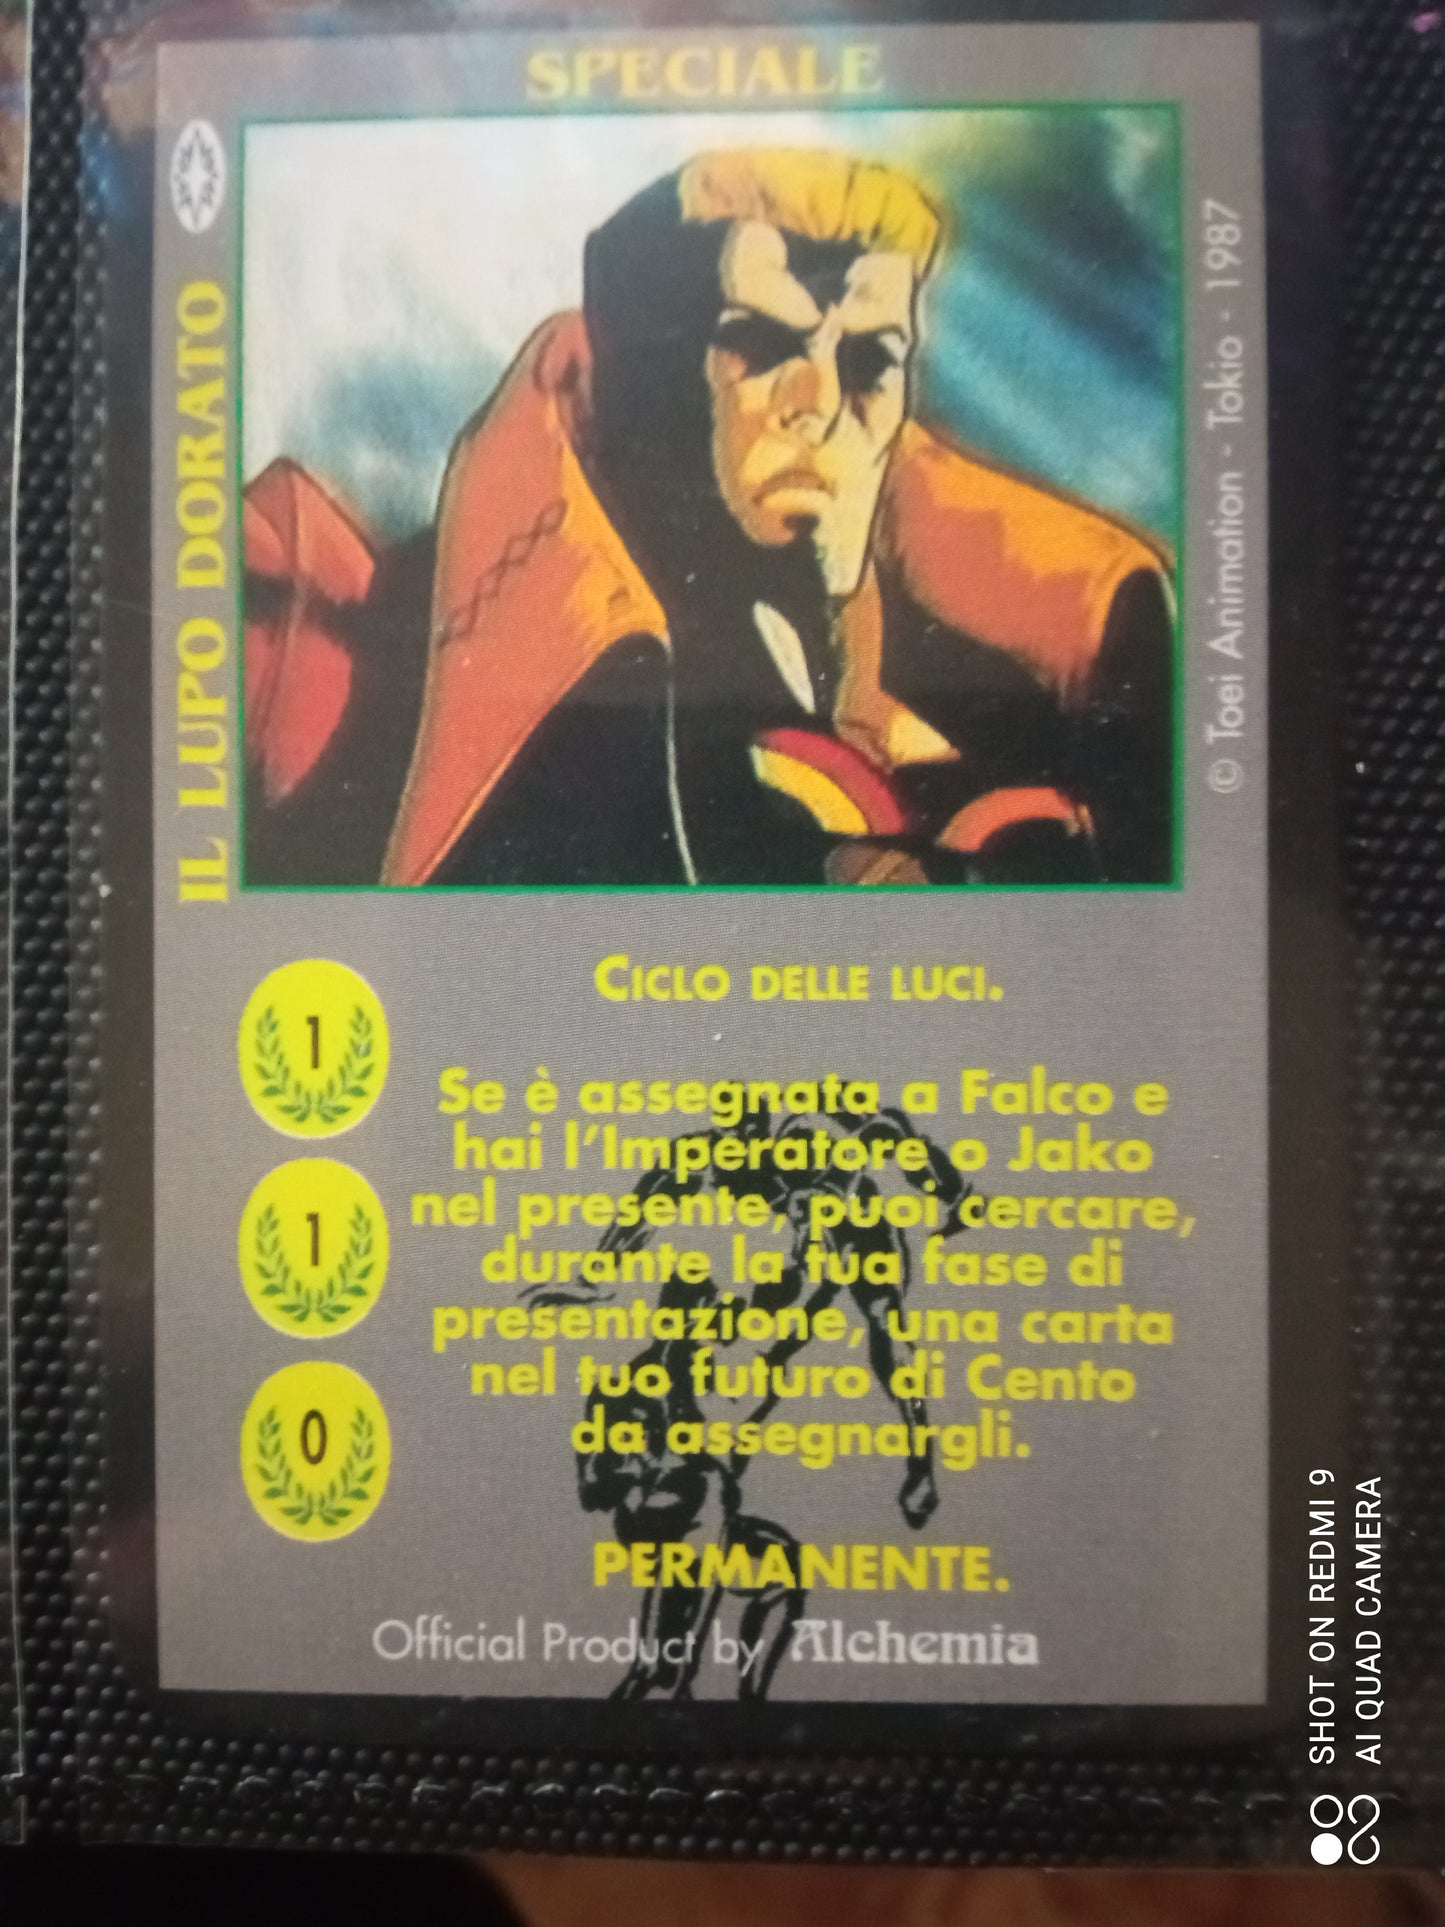 SPECIALE
IL LUPO DORATO
© Toei Animation - Tokio - 1987
CICLO DELLE LUCI.
1
1
0
Se è assegnata a Falco e
hai l'Imperatore o Jako
nel presente, puoi cercare,
durante la tua fase di
presentazione, una carta
nel tuo futuro di Cento
da assegnargli.
PERMANENTE.
Official Product by Alchemia
SHOT ON REDMI 9
AI QUAD CAMERA